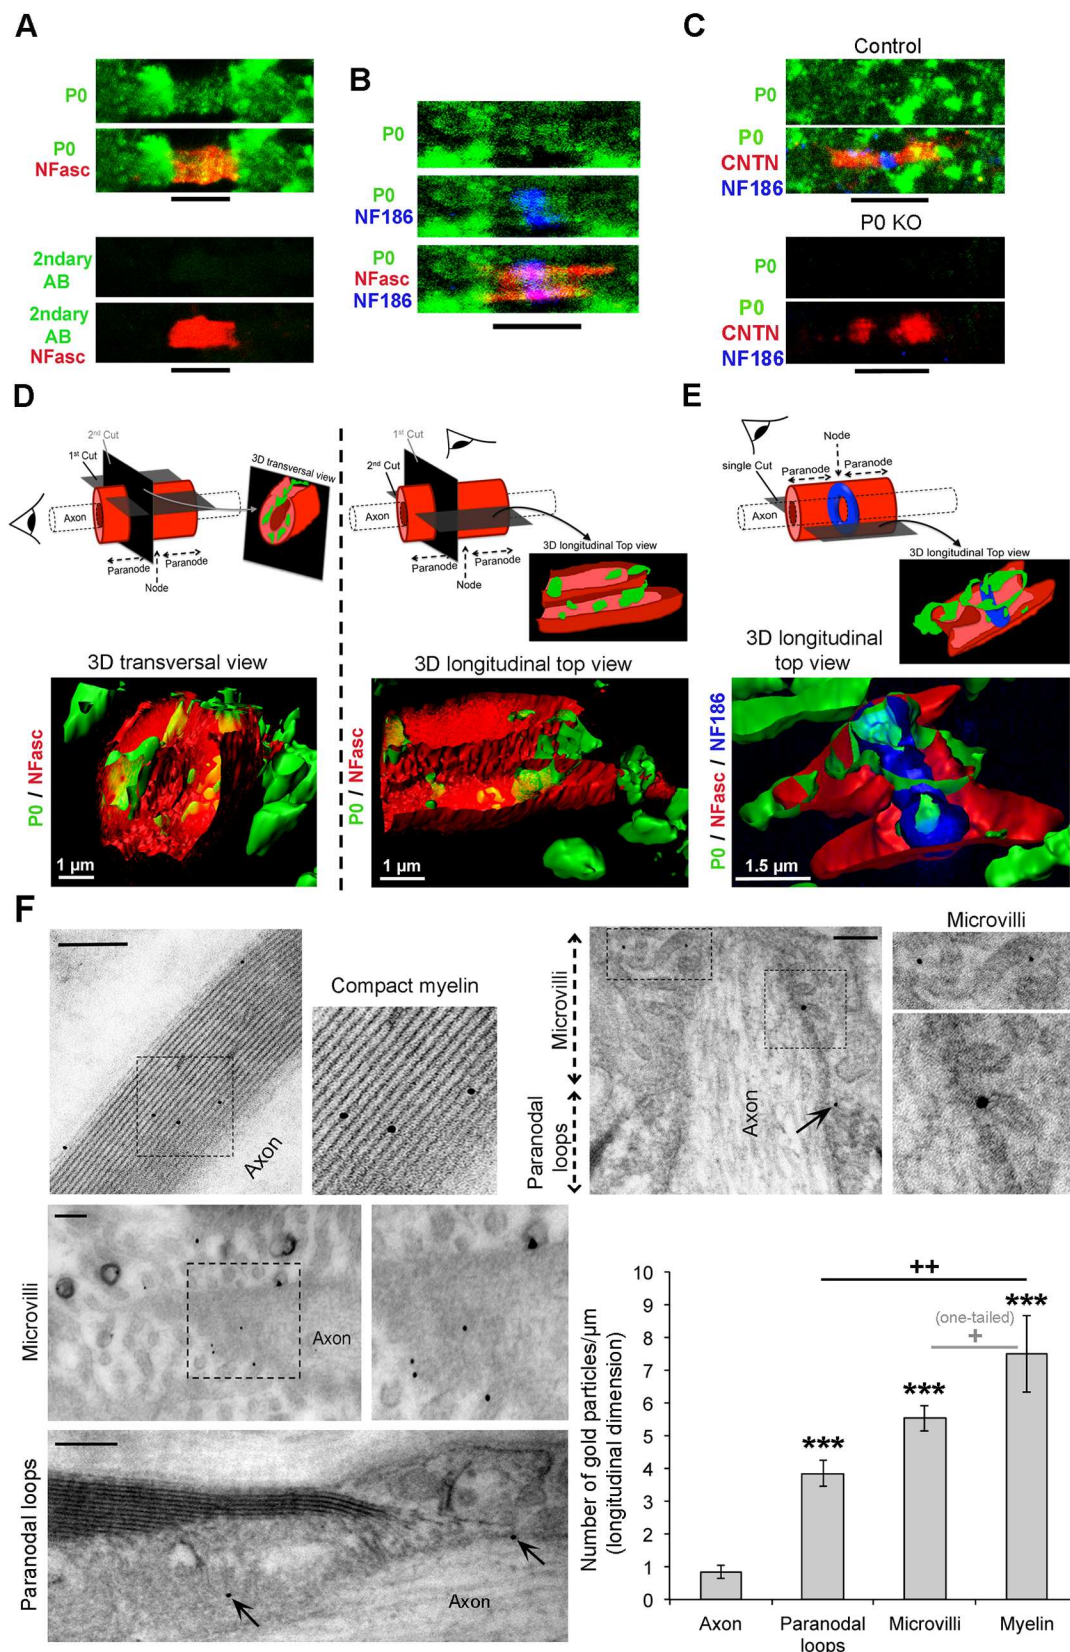 A
P0
P0
NFasc
2ndary
AB
2ndary
AB
NFasc
B
P0
P0
NF186
P0
NFasc
NF186
C
Control
P0
P0
CNTN
NF186
P0 KO
P0
P0
CNTN
NF186
D
2nd Cut
1st Cut
Axon
Paranode
Paranode
Node
3D transversal view
3D transversal view
P0 / NFasc
1 µm
1st Cut
2nd Cut
Axon
Paranode
Paranode
Node
3D longitudinal Top view
3D longitudinal top view
P0 / NFasc
1 µm
E
Node
single Cut
Paranode
Paranode
Axon
3D longitudinal Top view
3D longitudinal
top view
P0 / NFasc / NF186
1.5 µm
F
Compact myelin
Axon
Microvilli
Paranodal
loops
Axon
Microvilli
Microvilli
Axon
Paranodal loops
Axon
Number of gold particles/µm
(longitudinal dimension)
10
9
8
7
6
5
4
3
2
1
0
++
(one-tailed)
+
***
***
***
Axon
Paranodal
loops
Microvilli
Myelin